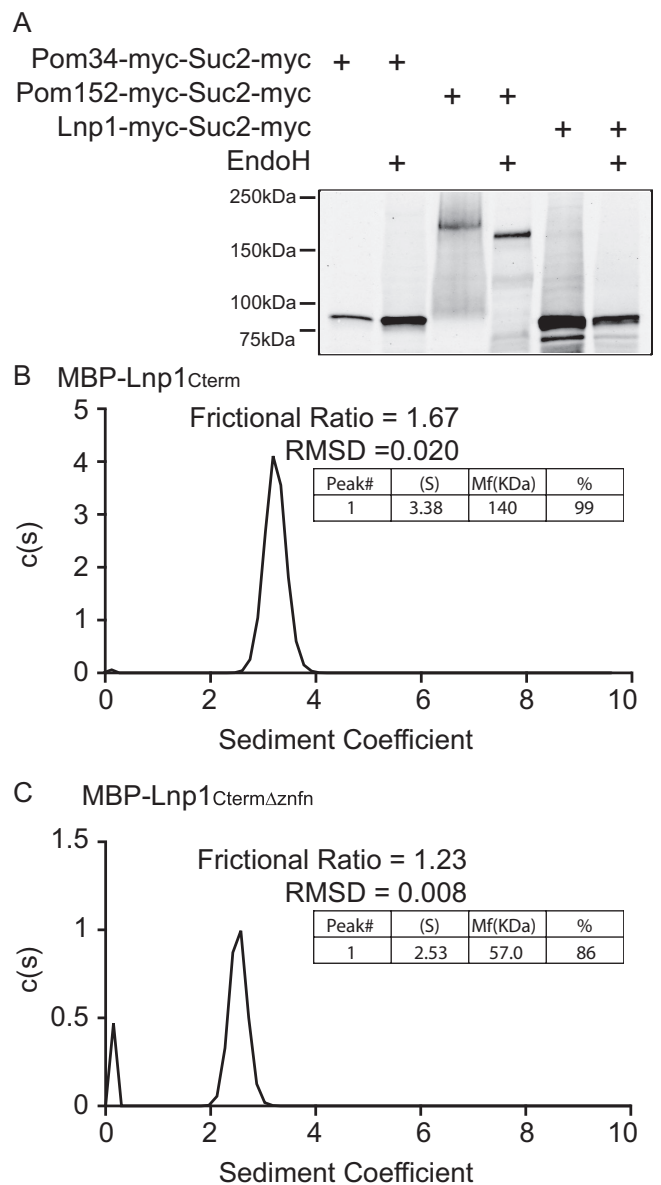 A
Pom34-myc-Suc2-myc + +
Pom152-myc-Suc2-myc + +
Lnp1-myc-Suc2-myc + +
EndoH + + +
250kDa
150kDa
100kDa
75kDa
B MBP-Lnp1Cterm
Frictional Ratio = 1.67
RMSD =0.020
Peak# (S) Mf(KDa) %
1 3.38 140 99
c(s)
5
4
3
2
1
0
0 2 4 6 8 10
Sediment Coefficient
C MBP-Lnp1Cterm∆znfn
Frictional Ratio = 1.23
RMSD = 0.008
Peak# (S) Mf(KDa) %
1 2.53 57.0 86
c(s)
1.5
1
0.5
0
0 2 4 6 8 10
Sediment Coefficient